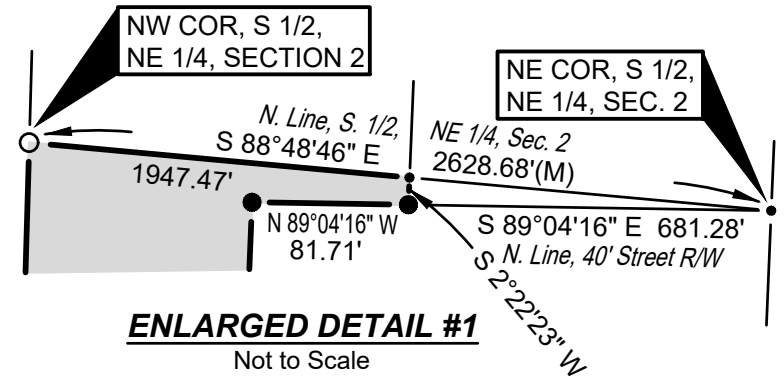 NW COR, S 1/2,
NE 1/4, SECTION 2
NE COR, S 1/2,
NE 1/4, SEC. 2
N. Line, S. 1/2,
NE 1/4, Sec. 2
S 88°48'46" E
2628.68'(M)
1947.47'
N 89°04'16" W
81.71'
S 89°04'16" E 681.28'
N. Line, 40' Street R/W
S 2°22'23" W
ENLARGED DETAIL #1
Not to Scale